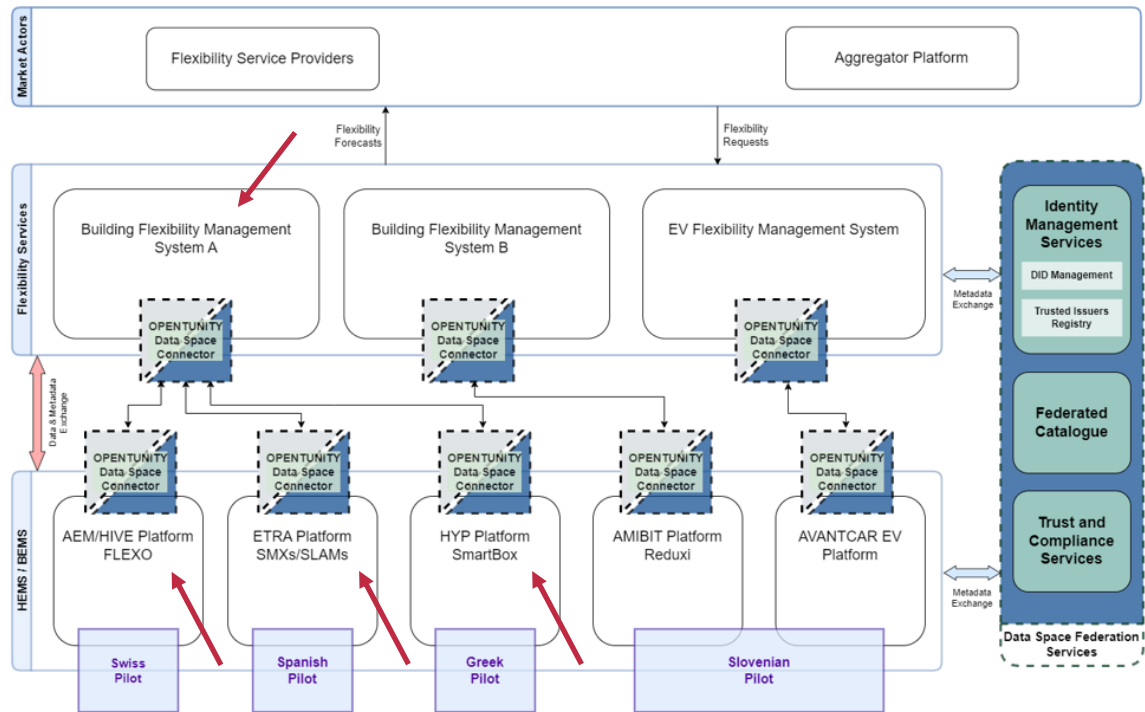 Market Actors
Flexibility Service Providers
Aggregator Platform
Flexibility
Forecasts
Flexibility
Requests
Flexibility Services
Building Flexibility Management
System A
Building Flexibility Management
System B
EV Flexibility Management System
OPENTUNITY
Data Space
Connector
OPENTUNITY
Data Space
Connector
OPENTUNITY
Data Space
Connector
Metadata
Exchange
Identity
Management
Services
DID Management
Trusted Issuers
Registry
Federated
Catalogue
Trust and
Compliance
Services
Data Space Federation
Services
Data & Metadata
Exchange
HEMS / BEMS
OPENTUNITY
Data Space
Connector
OPENTUNITY
Data Space
Connector
OPENTUNITY
Data Space
Connector
OPENTUNITY
Data Space
Connector
OPENTUNITY
Data Space
Connector
AEM/HIVE Platform
FLEXO
ETRA Platform
SMXs/SLAMs
HYP Platform
SmartBox
AMIBIT Platform
Reduxi
AVANTCAR EV
Platform
Metadata
Exchange
Swiss
Pilot
Spanish
Pilot
Greek
Pilot
Slovenian
Pilot